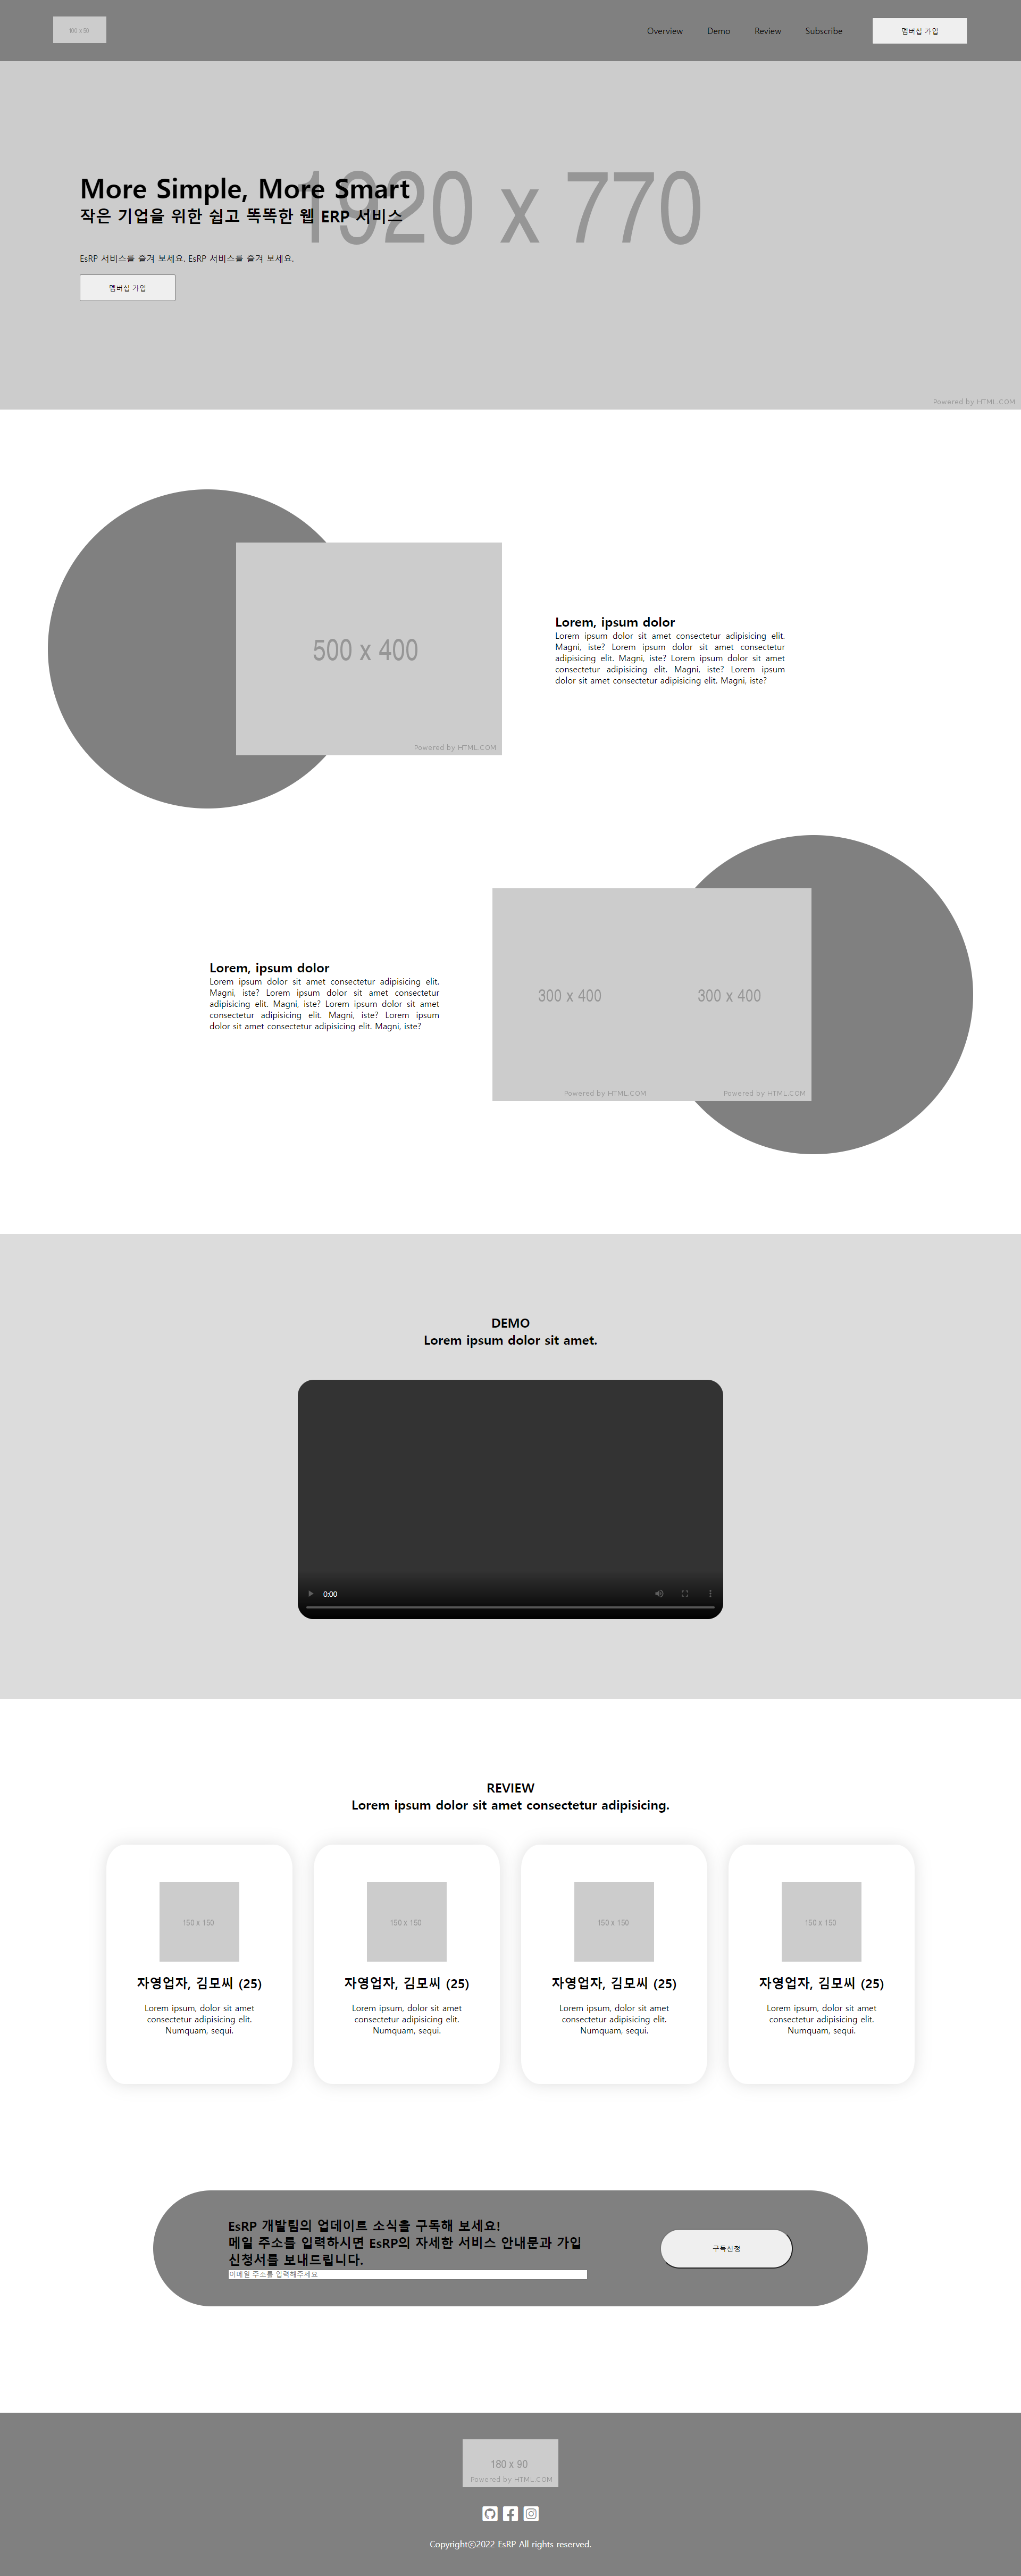 100 x 50
Overview
Demo
Review
Subscribe
멤버십 가입
1920 x 770
More Simple, More Smart
작은 기업을 위한 쉽고 똑똑한 웹 ERP 서비스
EsRP 서비스를 즐겨 보세요. EsRP 서비스를 즐겨 보세요.
멤버십 가입
Powered by HTML.COM
500 x 400
Powered by HTML.COM
Lorem, ipsum dolor
Lorem ipsum dolor sit amet consectetur adipisicing elit.
Magni, iste? Lorem ipsum dolor sit amet consectetur
adipisicing elit. Magni, iste? Lorem ipsum dolor sit amet
consectetur adipisicing elit. Magni, iste? Lorem ipsum
dolor sit amet consectetur adipisicing elit. Magni, iste?
Lorem, ipsum dolor
Lorem ipsum dolor sit amet consectetur adipisicing elit.
Magni, iste? Lorem ipsum dolor sit amet consectetur
adipisicing elit. Magni, iste? Lorem ipsum dolor sit amet
consectetur adipisicing elit. Magni, iste? Lorem ipsum
dolor sit amet consectetur adipisicing elit. Magni, iste?
300 x 400
Powered by HTML.COM
300 x 400
Powered by HTML.COM
DEMO
Lorem ipsum dolor sit amet.
0:00
REVIEW
Lorem ipsum dolor sit amet consectetur adipisicing.
150 x 150
자영업자, 김모씨 (25)
Lorem ipsum, dolor sit amet
consectetur adipisicing elit.
Numquam, sequi.
150 x 150
자영업자, 김모씨 (25)
Lorem ipsum, dolor sit amet
consectetur adipisicing elit.
Numquam, sequi.
150 x 150
자영업자, 김모씨 (25)
Lorem ipsum, dolor sit amet
consectetur adipisicing elit.
Numquam, sequi.
150 x 150
자영업자, 김모씨 (25)
Lorem ipsum, dolor sit amet
consectetur adipisicing elit.
Numquam, sequi.
EsRP 개발팀의 업데이트 소식을 구독해 보세요!
메일 주소를 입력하시면 EsRP의 자세한 서비스 안내문과 가입
신청서를 보내드립니다.
이메일 주소를 입력해주세요
구독신청
180 x 90
Powered by HTML.COM
Copyright©2022 EsRP All rights reserved.